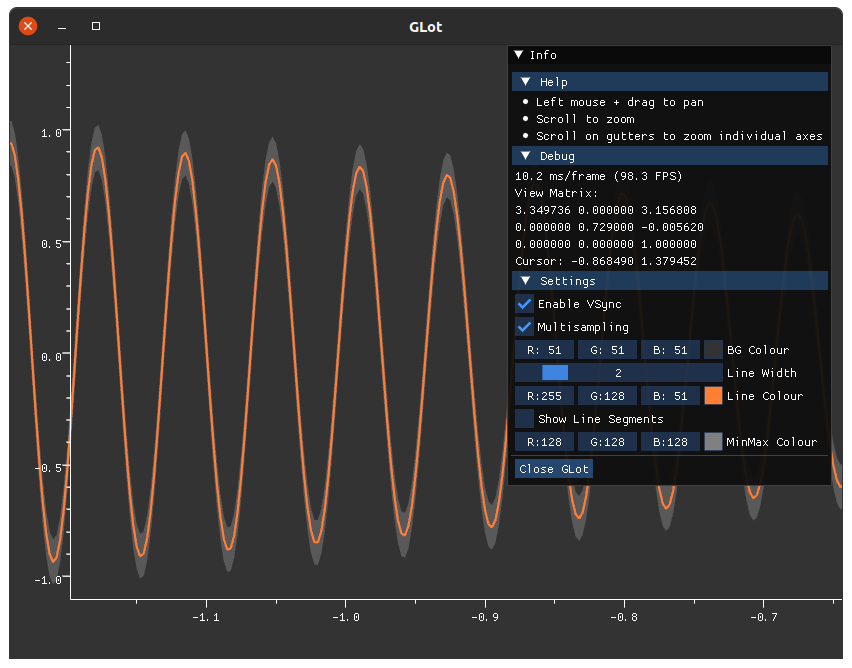 GLot
Info
Help
Left mouse + drag to pan
Scroll to zoom
Scroll on gutters to zoom individual axes
Debug
10.2 ms/frame (98.3 FPS)
View Matrix:
3.349736 0.000000 3.156808
0.000000 0.729000 -0.005620
0.000000 0.000000 1.000000
Cursor: -0.868490 1.379452
Settings
Enable VSync
Multisampling
R: 51 G: 51 B: 51 BG Colour
2 Line Width
R:255 G:128 B: 51 Line Colour
Show Line Segments
R:128 G:128 B:128 MinMax Colour
Close GLot
1.0
0.5
0.0
-0.5
-1.0
-1.1 -1.0 -0.9 -0.8 -0.7